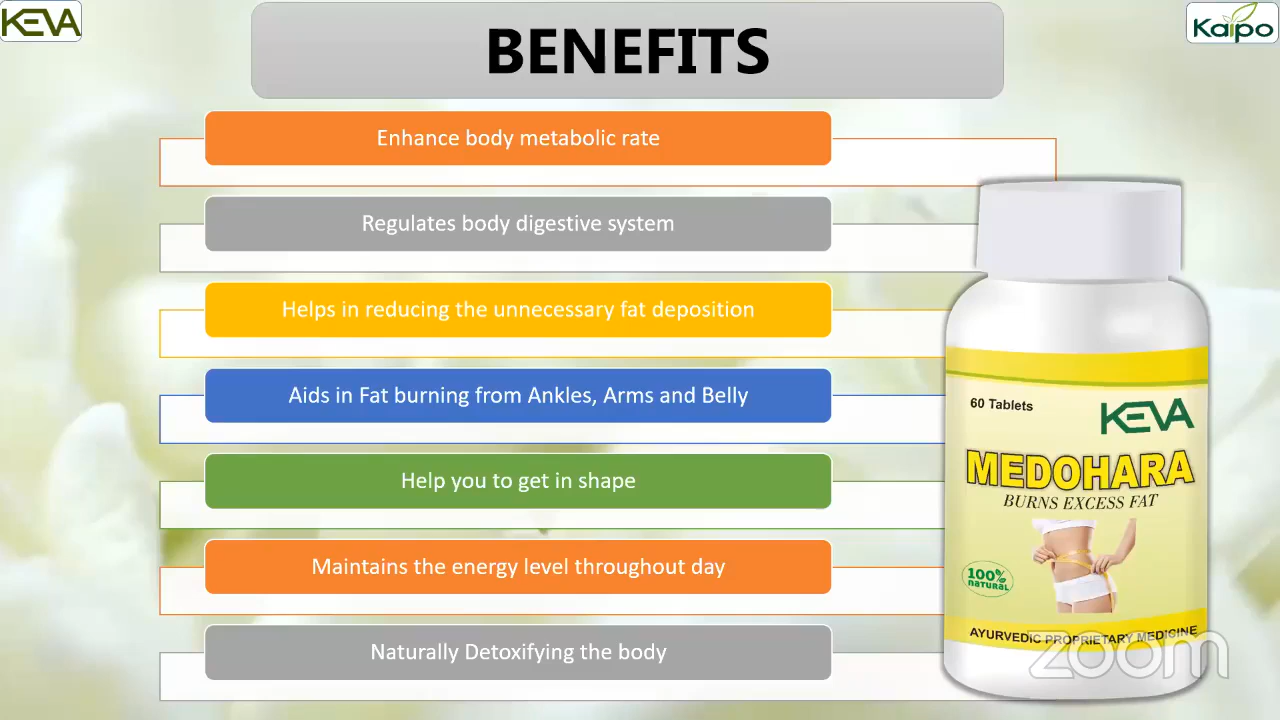 KEVA
Kaipo
BENEFITS
Enhance body metabolic rate
Regulates body digestive system
Helps in reducing the unnecessary fat deposition
Aids in Fat burning from Ankles, Arms and Belly
Help you to get in shape
Maintains the energy level throughout day
Naturally Detoxifying the body
60 Tablets
KEVA
MEDOHARA
BURNS EXCESS FAT
100%
NATURAL
AYURVEDIC PROPRIETARY MEDICINE
zoom